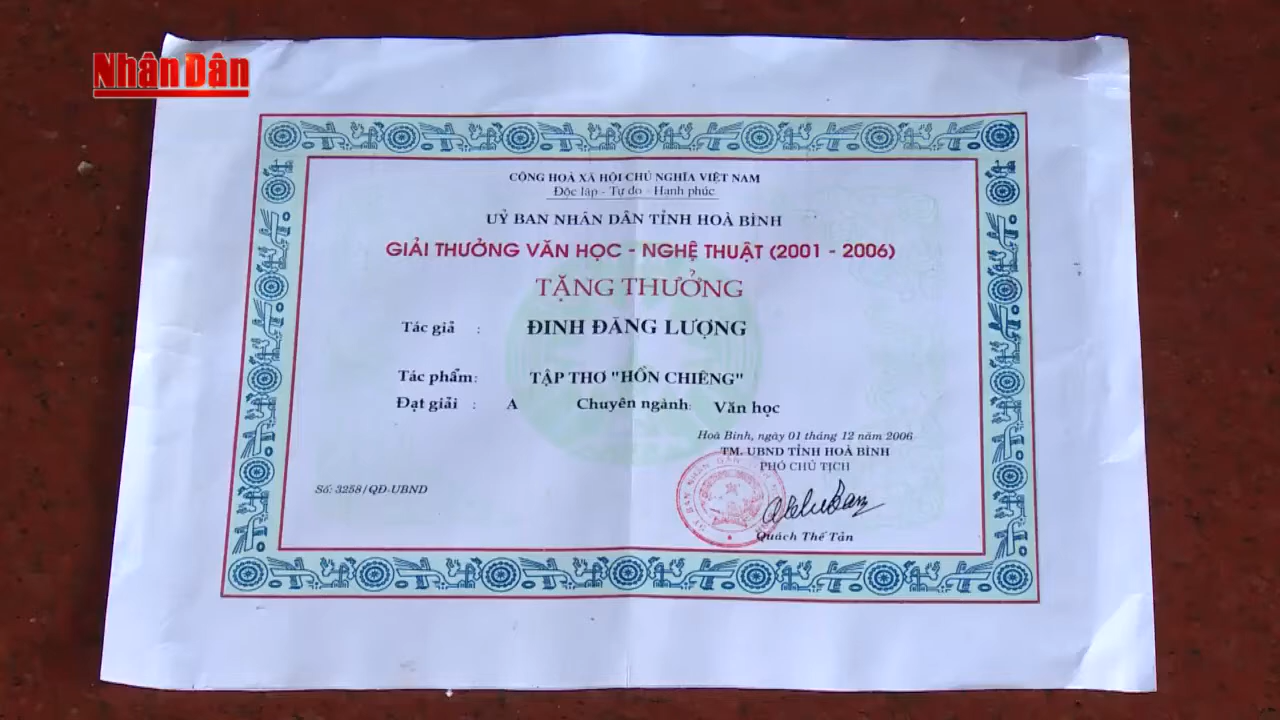 Nhân Dân
CỘNG HOÀ XÃ HỘI CHỦ NGHĨA VIỆT NAM
Độc lập - Tự do - Hạnh phúc
UỶ BAN NHÂN DÂN TỈNH HOÀ BÌNH
GIẢI THƯỞNG VĂN HỌC - NGHỆ THUẬT (2001 - 2006)
TẶNG THƯỞNG
Tác giả : ĐINH ĐĂNG LƯỢNG
Tác phẩm: TẬP THƠ "HỒN CHIÊNG"
Đạt giải : A Chuyên ngành: Văn học
Hoà Bình, ngày 01 tháng 12 năm 2006
TM. UBND TỈNH HOÀ BÌNH
PHÓ CHỦ TỊCH
Số: 3258/QĐ-UBND
Quách Thế Tản